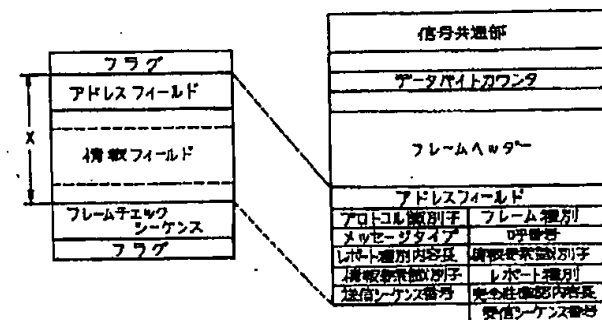 フラグ
アドレスフィールド
X
情報フィールド
フレームチェック
シーケンス
フラグ
信号共通部
データバイトカウンタ
フレームヘッダー
アドレスフィールド
プロトコル識別子 フレーム種別
メッセージタイプ 呼番号
レポート種別内容長 情報要素識別子
情報要素識別子 レポート種別
送信シーケンス番号 完全性確認内容長
受信シーケンス番号